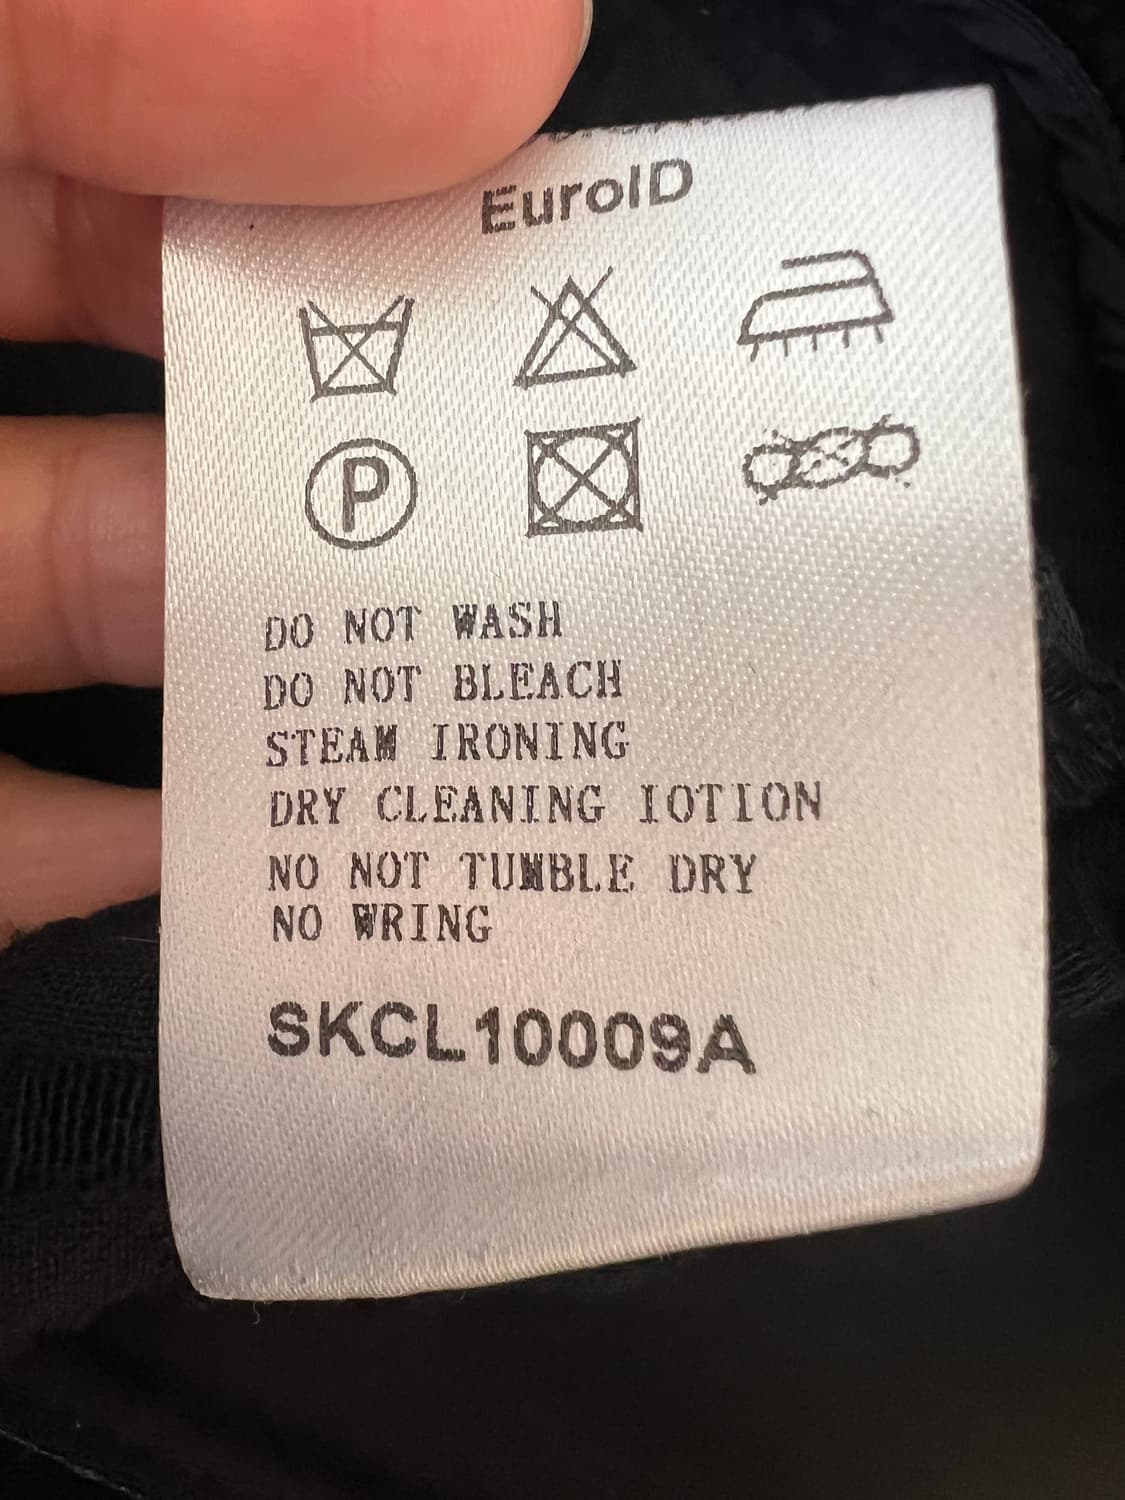 EuroID
P
DO NOT WASH
DO NOT BLEACH
STEAM IRONING
DRY CLEANING IOTION
NO NOT TUMBLE DRY
NO WRING
SKCL10009A